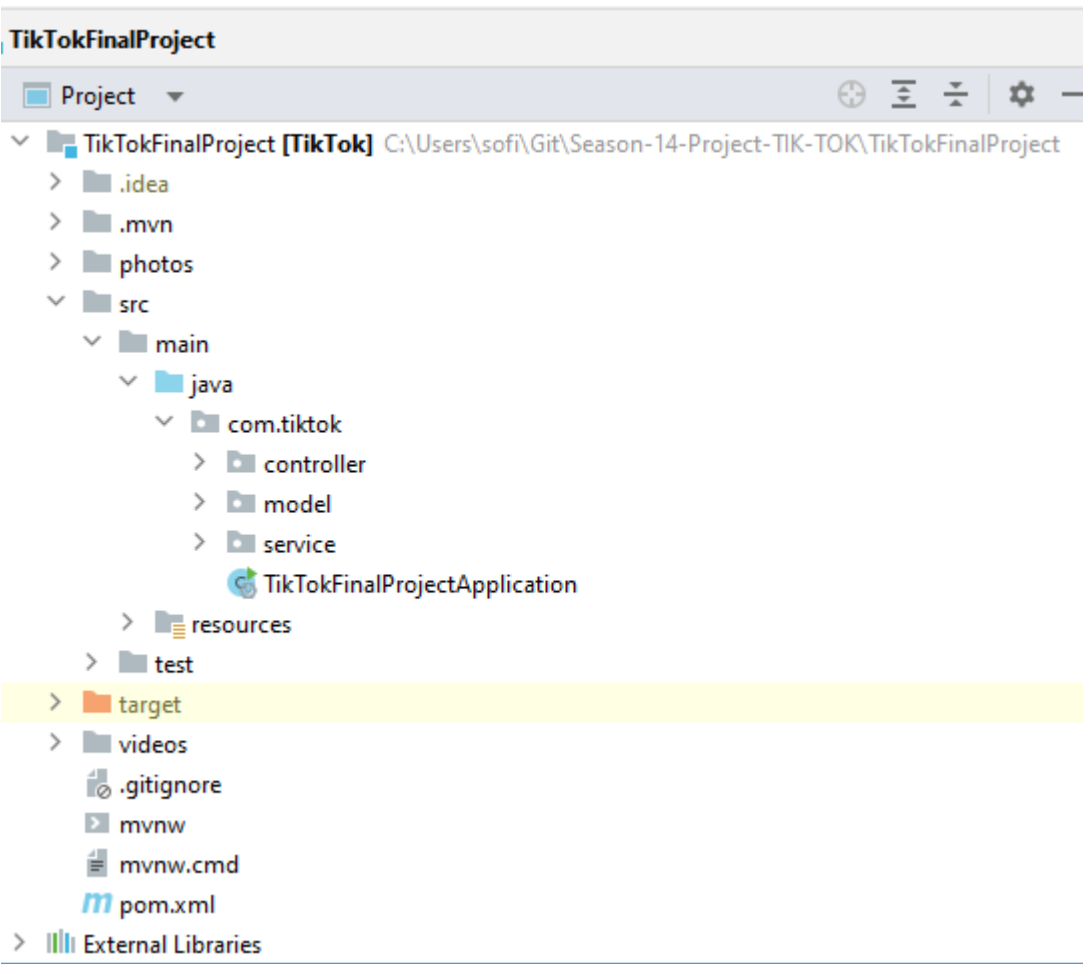 TikTokFinalProject
Project
TikTokFinalProject [TikTok] C:\Users\sofi\Git\Season-14-Project-TIK-TOK\TikTokFinalProject
.idea
.mvn
photos
src
main
java
com.tiktok
controller
model
service
TikTokFinalProjectApplication
resources
test
target
videos
.gitignore
mvnw
mvnw.cmd
pom.xml
External Libraries